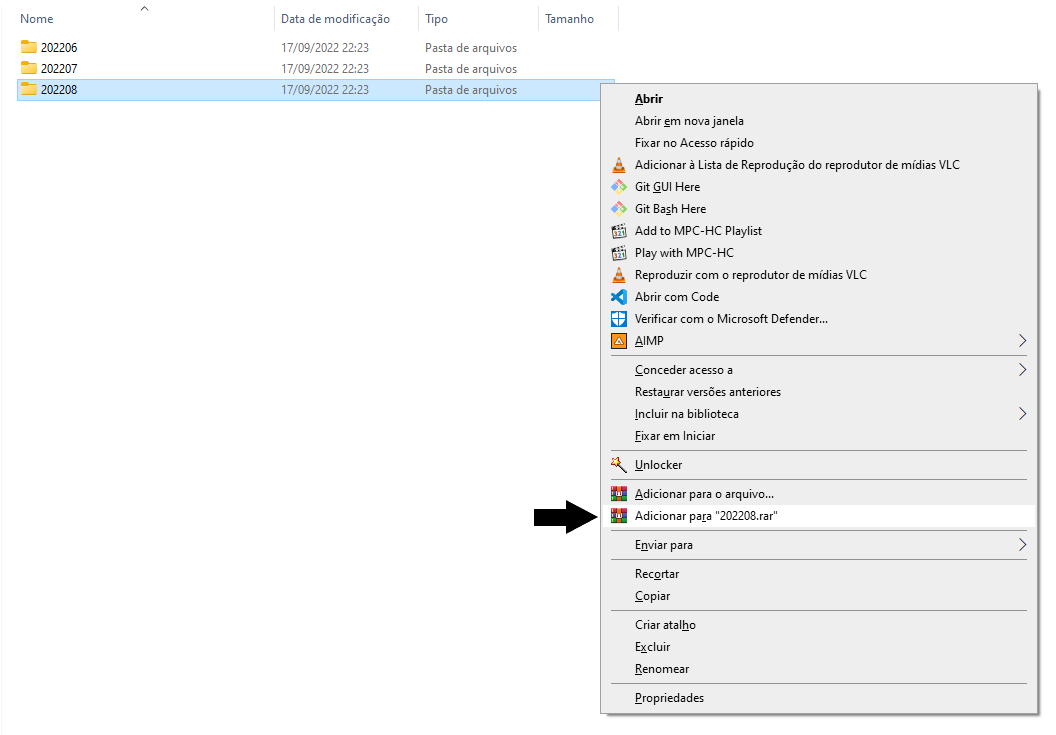 Nome Data de modificação Tipo Tamanho
202206 17/09/2022 22:23 Pasta de arquivos
202207 17/09/2022 22:23 Pasta de arquivos
202208 17/09/2022 22:23 Pasta de arquivos
Abrir
Abrir em nova janela
Fixar no Acesso rápido
Adicionar à Lista de Reprodução do reprodutor de mídias VLC
Git GUI Here
Git Bash Here
Add to MPC-HC Playlist
Play with MPC-HC
Reproduzir com o reprodutor de mídias VLC
Abrir com Code
Verificar com o Microsoft Defender...
AIMP
Conceder acesso a
Restaurar versões anteriores
Incluir na biblioteca
Fixar em Iniciar
Unlocker
Adicionar para o arquivo...
Adicionar para "202208.rar"
Enviar para
Recortar
Copiar
Criar atalho
Excluir
Renomear
Propriedades